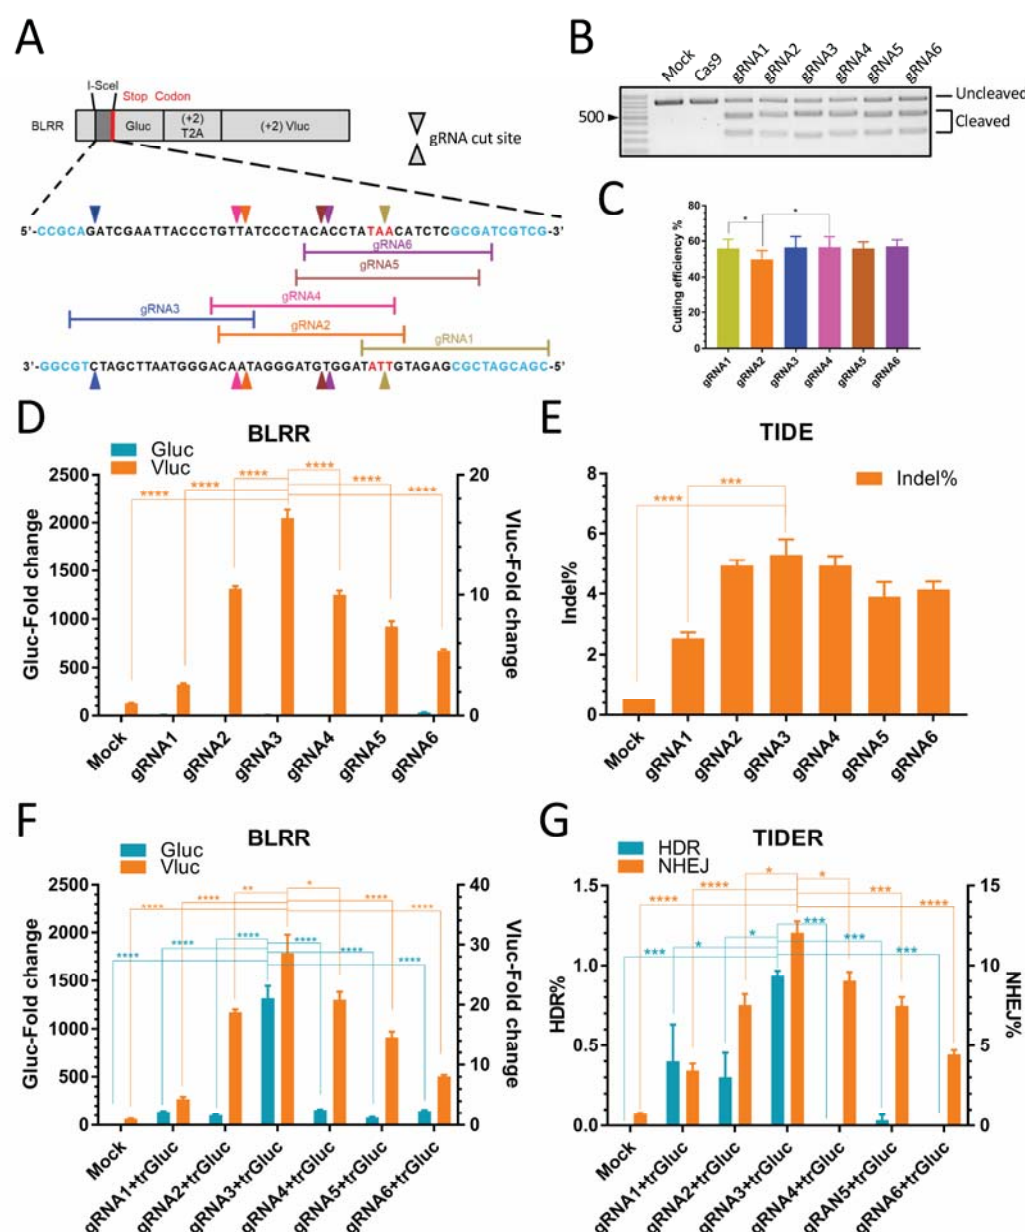 A
I-SceI
Stop Codon
BLRR
Gluc
(+2)
T2A
(+2) Vluc
gRNA cut site
5'-CCGCAGATCGAATTACCCTGTTATCCCTACACCTATAACATCTCGCGATCGTCG-3'
gRNA6
gRNA5
gRNA4
gRNA3
gRNA2
gRNA1
3'-GGCGTCTAGCTTAATGGGACAATAGGGATGTGGATATTGTAGAGCGCTAGCAGC-5'
B
Mock
Cas9
gRNA1
gRNA2
gRNA3
gRNA4
gRNA5
gRNA6
500
Uncleaved
Cleaved
C
Cutting efficiency %
80
60
40
20
0
* *
gRNA1
gRNA2
gRNA3
gRNA4
gRNA5
gRNA6
D
BLRR
Gluc
Vluc
Gluc-Fold change
2500
2000
1500
1000
500
0
Vluc-Fold change
20
10
0
**** **** **** **** **** ****
Mock
gRNA1
gRNA2
gRNA3
gRNA4
gRNA5
gRNA6
E
TIDE
Indel%
Indel%
8
6
4
2
0
**** ***
Mock
gRNA1
gRNA2
gRNA3
gRNA4
gRNA5
gRNA6
F
BLRR
Gluc
Vluc
Gluc-Fold change
2500
2000
1500
1000
500
0
Vluc-Fold change
40
30
20
10
0
**** **** ** * **** ****
**** **** **** **** **** ****
Mock
gRNA1+trGluc
gRNA2+trGluc
gRNA3+trGluc
gRNA4+trGluc
gRNA5+trGluc
gRNA6+trGluc
G
TIDER
HDR
NHEJ
HDR%
1.5
1.0
0.5
0.0
NHEJ%
15
10
5
0
**** **** * * *** ****
*** * * *** *** ***
Mock
gRNA1+trGluc
gRNA2+trGluc
gRNA3+trGluc
gRNA4+trGluc
gRAN5+trGluc
gRNA6+trGluc